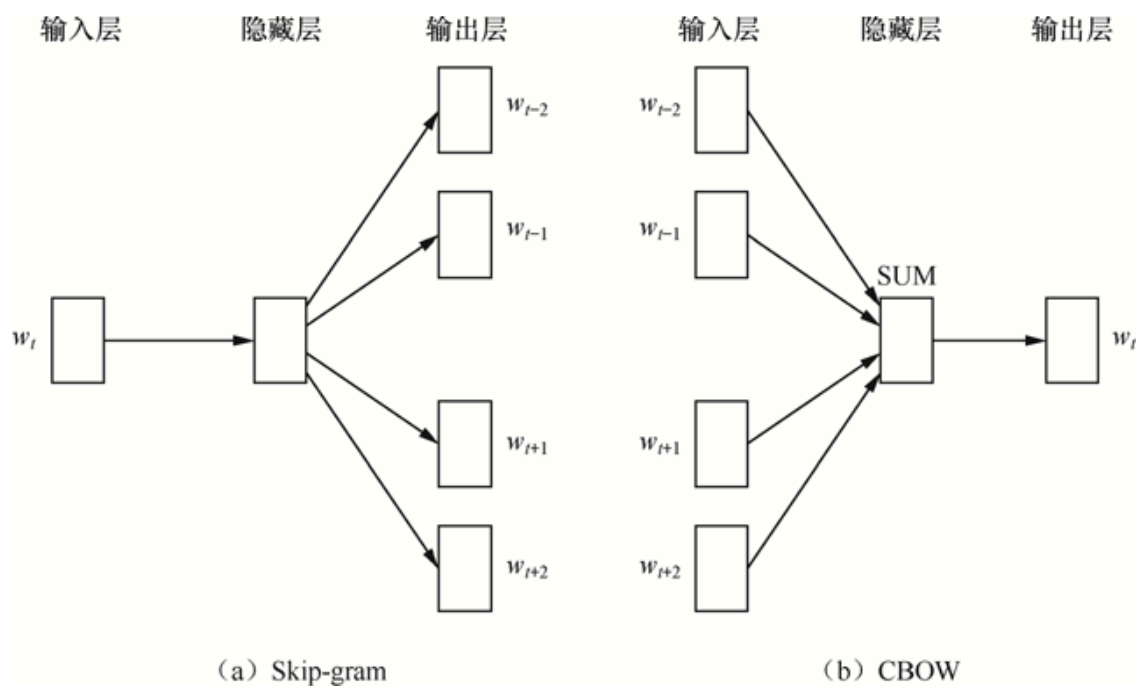 输入层 隐藏层 输出层 输入层 隐藏层 输出层
w_{t-2} w_{t-2}
w_{t-1} w_{t-1}
SUM
w_t w_t
w_{t+1} w_{t+1}
w_{t+2} w_{t+2}
（a）Skip-gram （b）CBOW